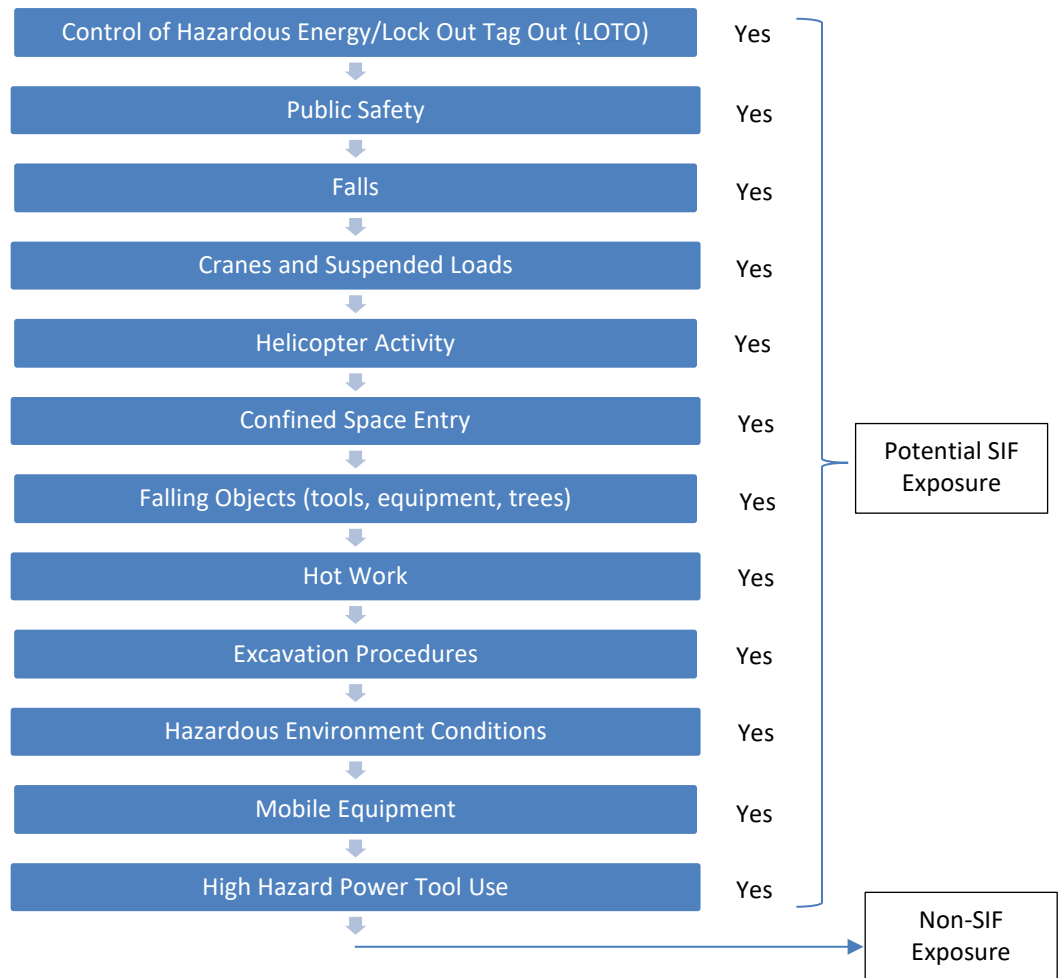 Control of Hazardous Energy/Lock Out Tag Out (LOTO) Yes
Public Safety Yes
Falls Yes
Cranes and Suspended Loads Yes
Helicopter Activity Yes
Confined Space Entry Yes
Potential SIF
Exposure
Falling Objects (tools, equipment, trees) Yes
Hot Work Yes
Excavation Procedures Yes
Hazardous Environment Conditions Yes
Mobile Equipment Yes
High Hazard Power Tool Use Yes
Non-SIF
Exposure